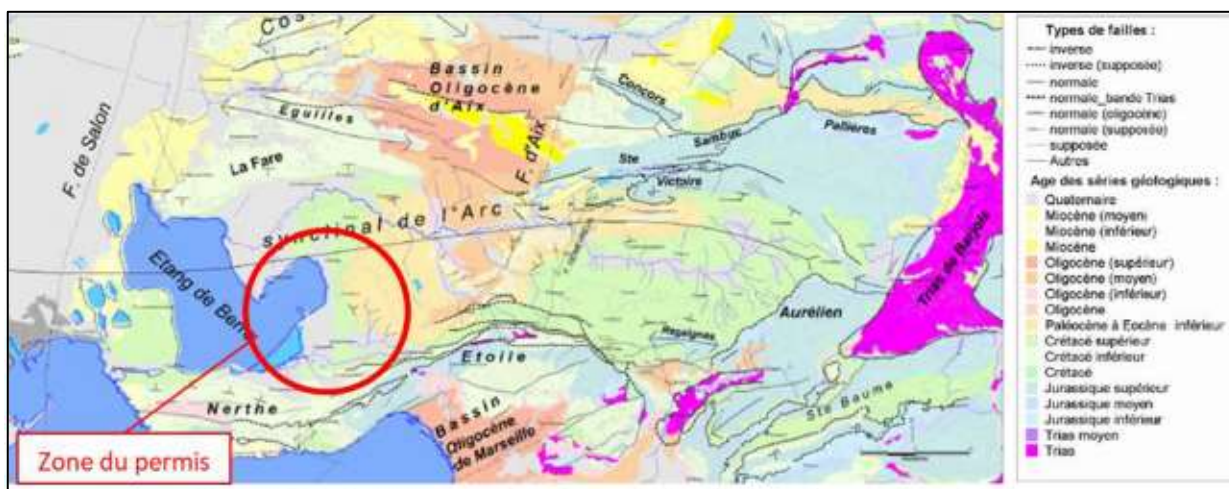 Cos
F. de Salon
Bassin
Oligocène
d'Aix
Eguilles
La Fare
Concors
F. d'Aix
Sambuc
Pallières
Ste
Victoire
synclinal de l'Arc
Etang de Berre
Trias de Barjols
Aurélien
Regaignas
Etoile
Nerthe
Bassin
Oligocène
de Marseille
Ste Baume
Zone du permis
Types de failles :
inverse
inverse (supposée)
normale
normale_bande Trias
normale (oligocène)
normale (supposée)
supposée
Autres
Age des séries géologiques :
Quaternaire
Miocène (moyen)
Miocène (inférieur)
Miocène
Oligocène (supérieur)
Oligocène (moyen)
Oligocène (inférieur)
Paléocène à Eocène inférieur
Crétacé supérieur
Crétacé inférieur
Crétacé
Jurassique supérieur
Jurassique moyen
Jurassique inférieur
Trias moyen
Trias